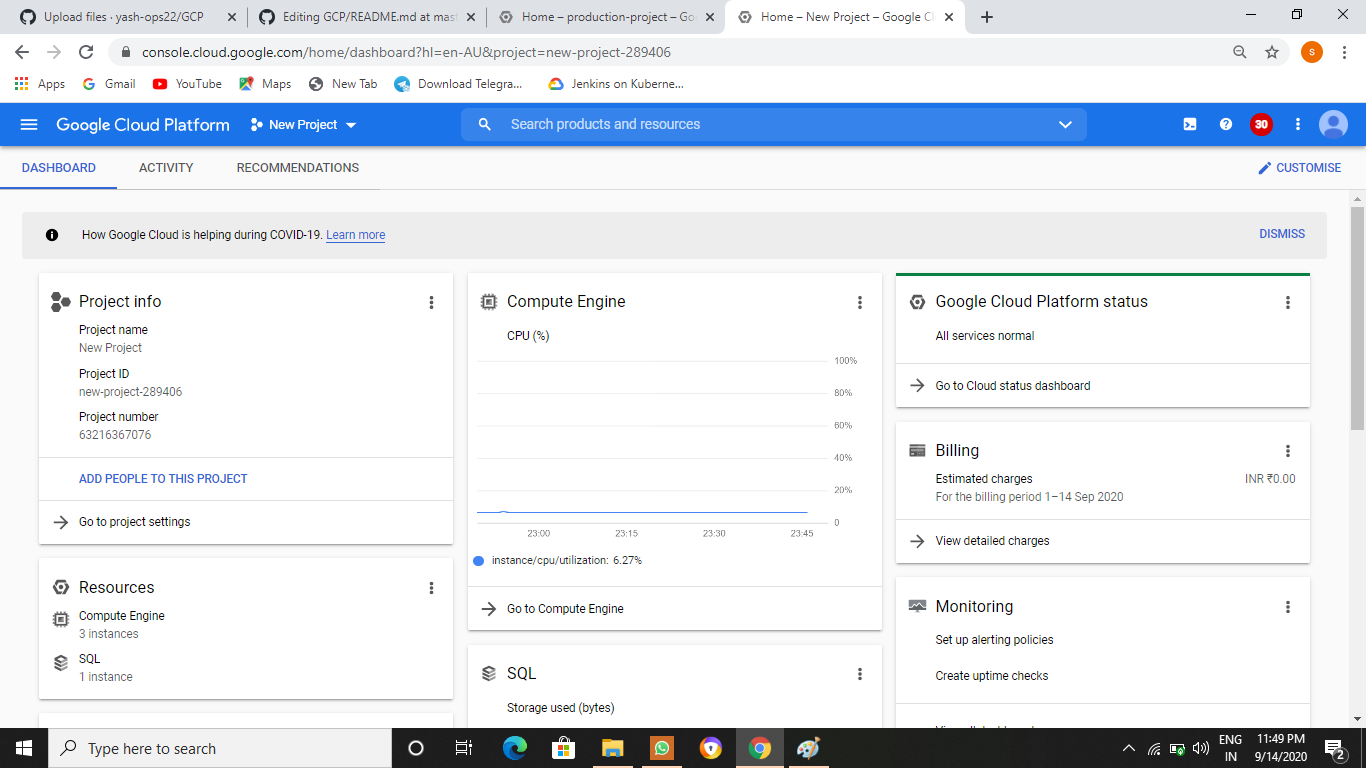 Upload files · yash-ops22/GCP
Editing GCP/README.md at mast
Home – production-project – Go
Home – New Project – Google Cl
console.cloud.google.com/home/dashboard?hl=en-AU&project=new-project-289406
S
Apps
Gmail
YouTube
Maps
New Tab
Download Telegra...
Jenkins on Kuberne...
Google Cloud Platform
New Project
Search products and resources
30
DASHBOARD
ACTIVITY
RECOMMENDATIONS
CUSTOMISE
How Google Cloud is helping during COVID-19. Learn more
DISMISS
Project info
Project name
New Project
Project ID
new-project-289406
Project number
63216367076
ADD PEOPLE TO THIS PROJECT
Go to project settings
Resources
Compute Engine
3 instances
SQL
1 instance
Compute Engine
CPU (%)
100%
80%
60%
40%
20%
0
23:00
23:15
23:30
23:45
instance/cpu/utilization: 6.27%
Go to Compute Engine
SQL
Storage used (bytes)
Google Cloud Platform status
All services normal
Go to Cloud status dashboard
Billing
Estimated charges
INR ₹0.00
For the billing period 1–14 Sep 2020
View detailed charges
Monitoring
Set up alerting policies
Create uptime checks
Type here to search
ENG
IN
11:49 PM
9/14/2020
2